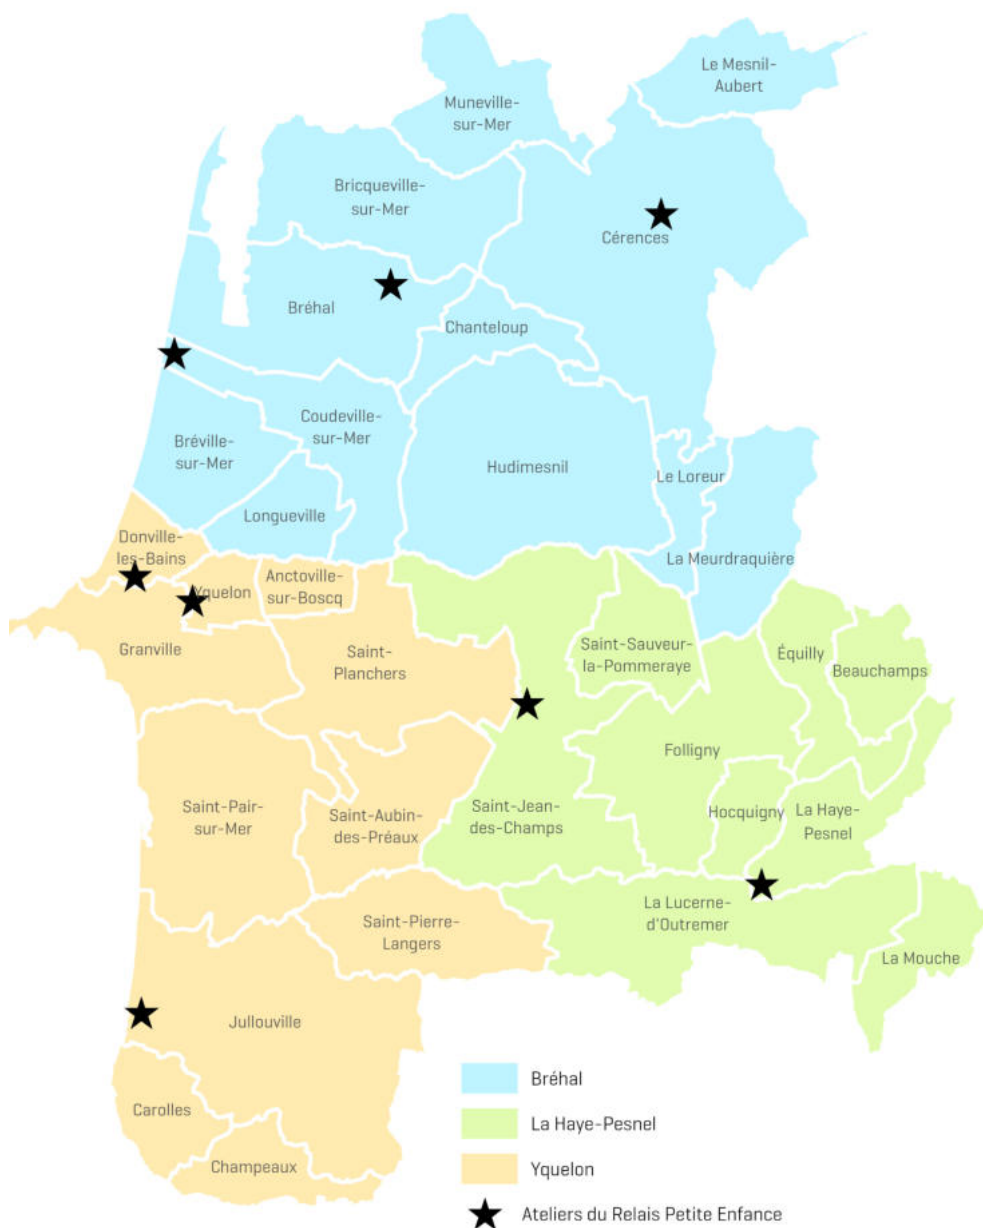 Le Mesnil-
Aubert
Muneville-
sur-Mer
Bricqueville-
sur-Mer
Cérences
Bréhal
Chanteloup
Coudeville-
sur-Mer
Bréville-
sur-Mer
Hudimesnil
Le Loreur
Longueville
Donville-
les-Bains
La Meurdraquière
Yquelon
Anctoville-
sur-Boscq
Granville
Saint-
Planchers
Saint-Sauveur-
la-Pommeraye
Équilly
Beauchamps
Folligny
Saint-Pair-
sur-Mer
Saint-Aubin-
des-Préaux
Saint-Jean-
des-Champs
Hocquigny
La Haye-
Pesnel
La Lucerne-
d'Outremer
Saint-Pierre-
Langers
La Mouche
Jullouville
Carolles
Champeaux
Bréhal
La Haye-Pesnel
Yquelon
Ateliers du Relais Petite Enfance